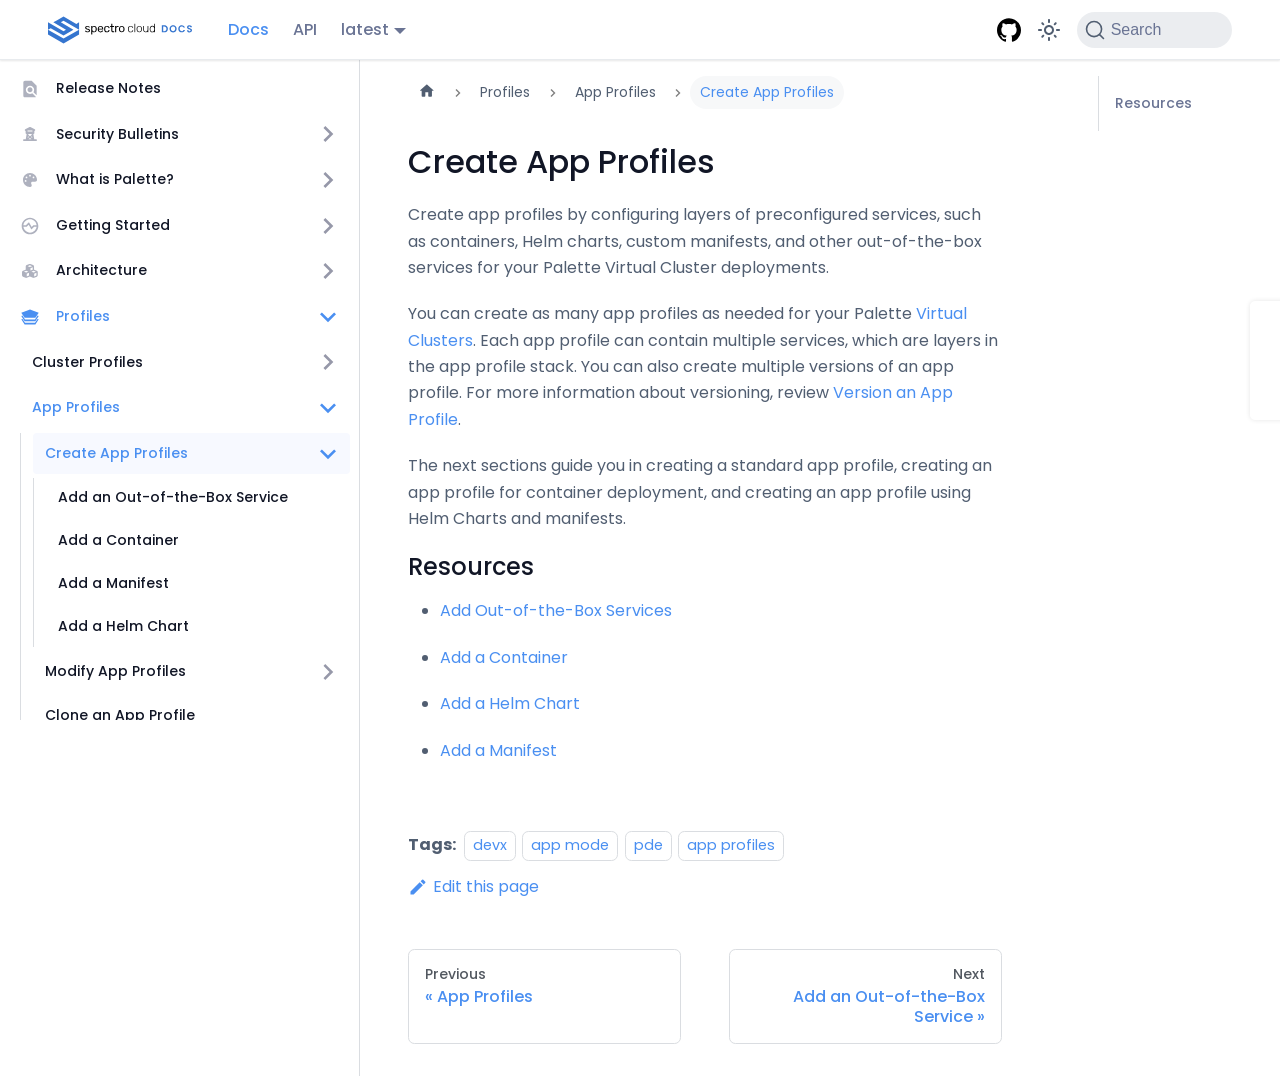 spectro cloud DOCS
Docs
API
latest
Search
Release Notes
Security Bulletins
What is Palette?
Getting Started
Architecture
Profiles
Cluster Profiles
App Profiles
Create App Profiles
Add an Out-of-the-Box Service
Add a Container
Add a Manifest
Add a Helm Chart
Modify App Profiles
Clone an App Profile
Profiles
App Profiles
Create App Profiles
Create App Profiles
Create app profiles by configuring layers of preconfigured services, such
as containers, Helm charts, custom manifests, and other out-of-the-box
services for your Palette Virtual Cluster deployments.
You can create as many app profiles as needed for your Palette Virtual
Clusters. Each app profile can contain multiple services, which are layers in
the app profile stack. You can also create multiple versions of an app
profile. For more information about versioning, review Version an App
Profile.
The next sections guide you in creating a standard app profile, creating an
app profile for container deployment, and creating an app profile using
Helm Charts and manifests.
Resources
Add Out-of-the-Box Services
Add a Container
Add a Helm Chart
Add a Manifest
Tags: devx app mode pde app profiles
Edit this page
Previous
« App Profiles
Next
Add an Out-of-the-Box
Service »
Resources